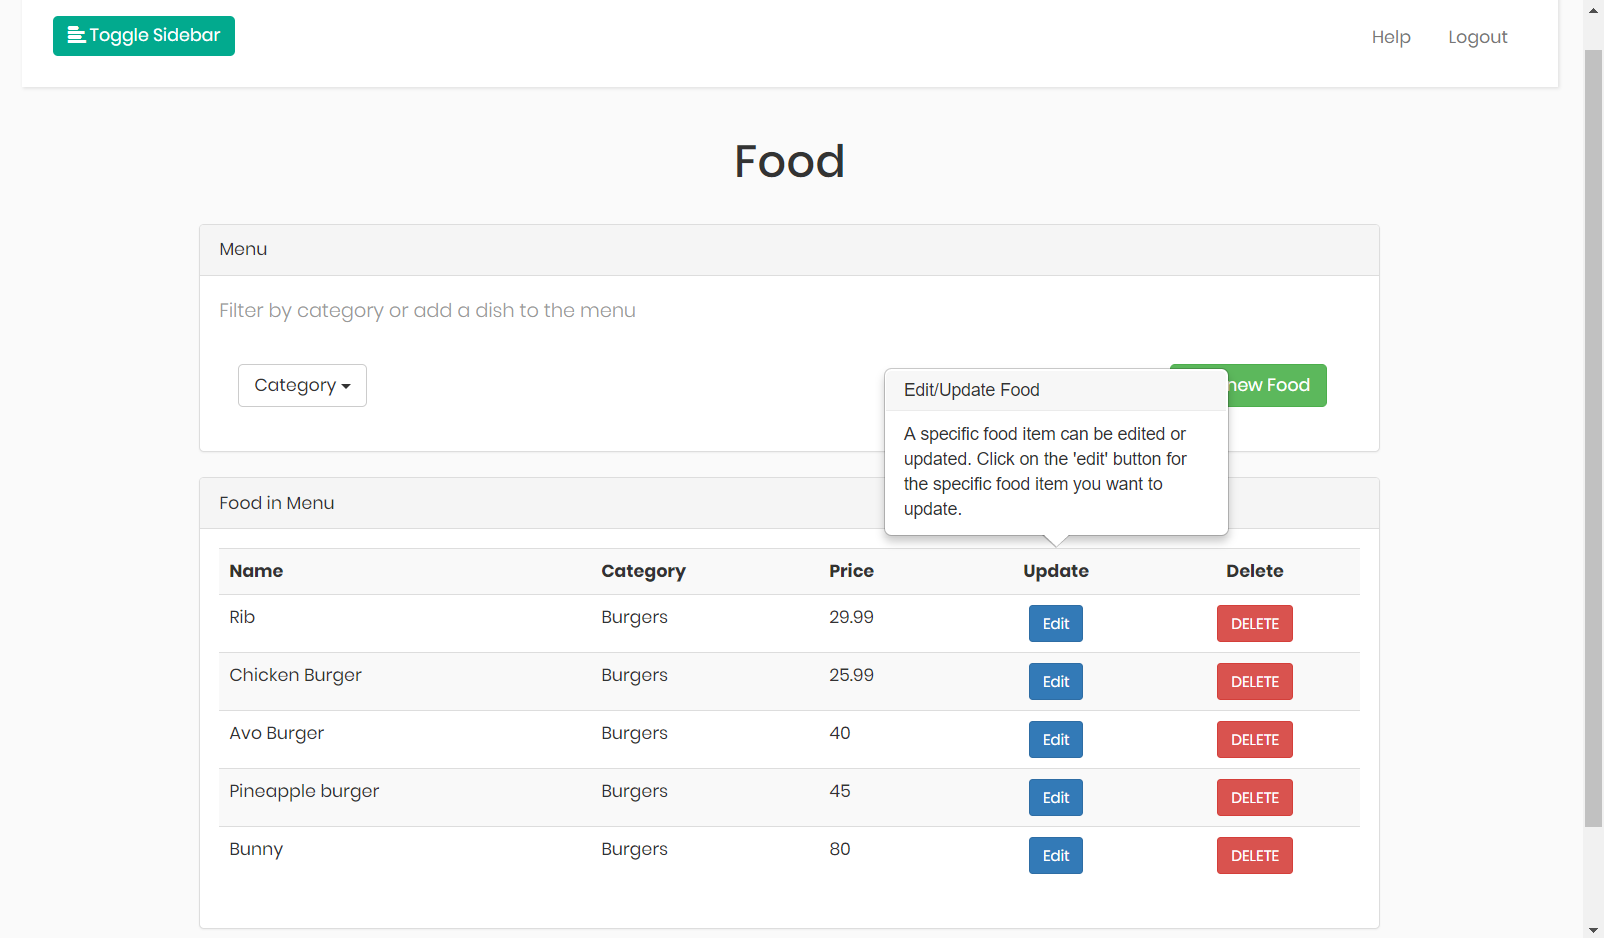 Toggle Sidebar
Help
Logout
Food
Menu
Filter by category or add a dish to the menu
Category
new Food
Edit/Update Food
A specific food item can be edited or
updated. Click on the 'edit' button for
the specific food item you want to
update.
Food in Menu
Name Category Price Update Delete
Rib Burgers 29.99 Edit DELETE
Chicken Burger Burgers 25.99 Edit DELETE
Avo Burger Burgers 40 Edit DELETE
Pineapple burger Burgers 45 Edit DELETE
Bunny Burgers 80 Edit DELETE